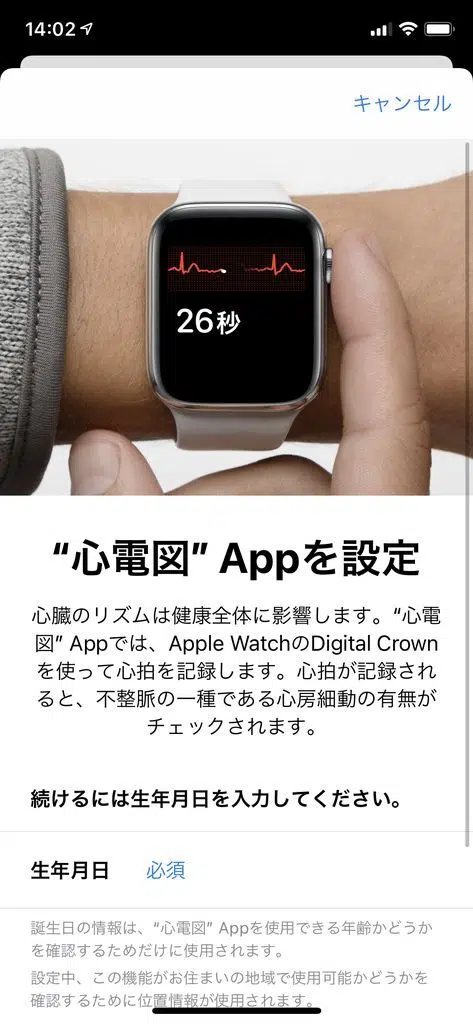 14:02
キャンセル
26秒
“心電図” Appを設定
心臓のリズムは健康全体に影響します。“心電
図” Appでは、Apple WatchのDigital Crown
を使って心拍を記録します。心拍が記録され
ると、不整脈の一種である心房細動の有無が
チェックされます。
続けるには生年月日を入力してください。
生年月日 必須
誕生日の情報は、“心電図” Appを使用できる年齢かどうか
を確認するためだけに使用されます。
設定中、この機能がお住まいの地域で使用可能かどうかを
確認するために位置情報が使用されます。